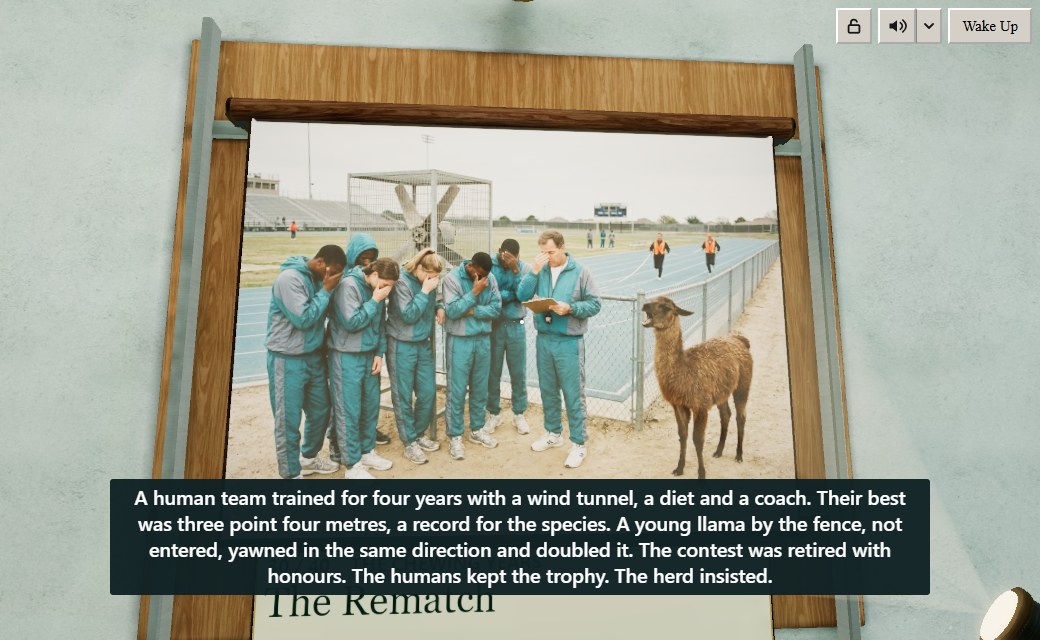 Wake Up
A human team trained for four years with a wind tunnel, a diet and a coach. Their best
was three point four metres, a record for the species. A young llama by the fence, not
entered, yawned in the same direction and doubled it. The contest was retired with
honours. The humans kept the trophy. The herd insisted.
The Rematch